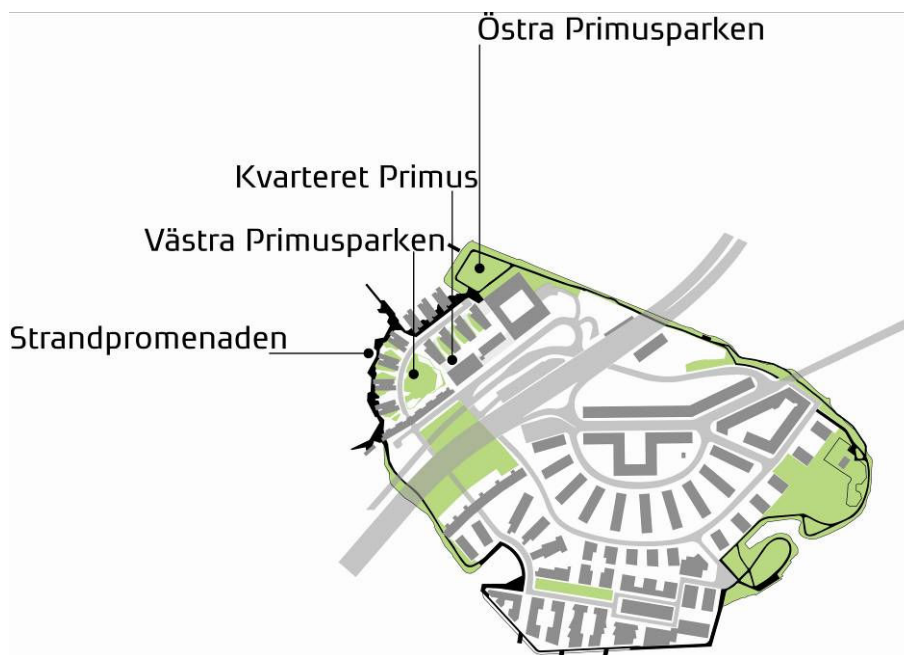 Östra Primusparken
Kvarteret Primus
Västra Primusparken
Strandpromenaden